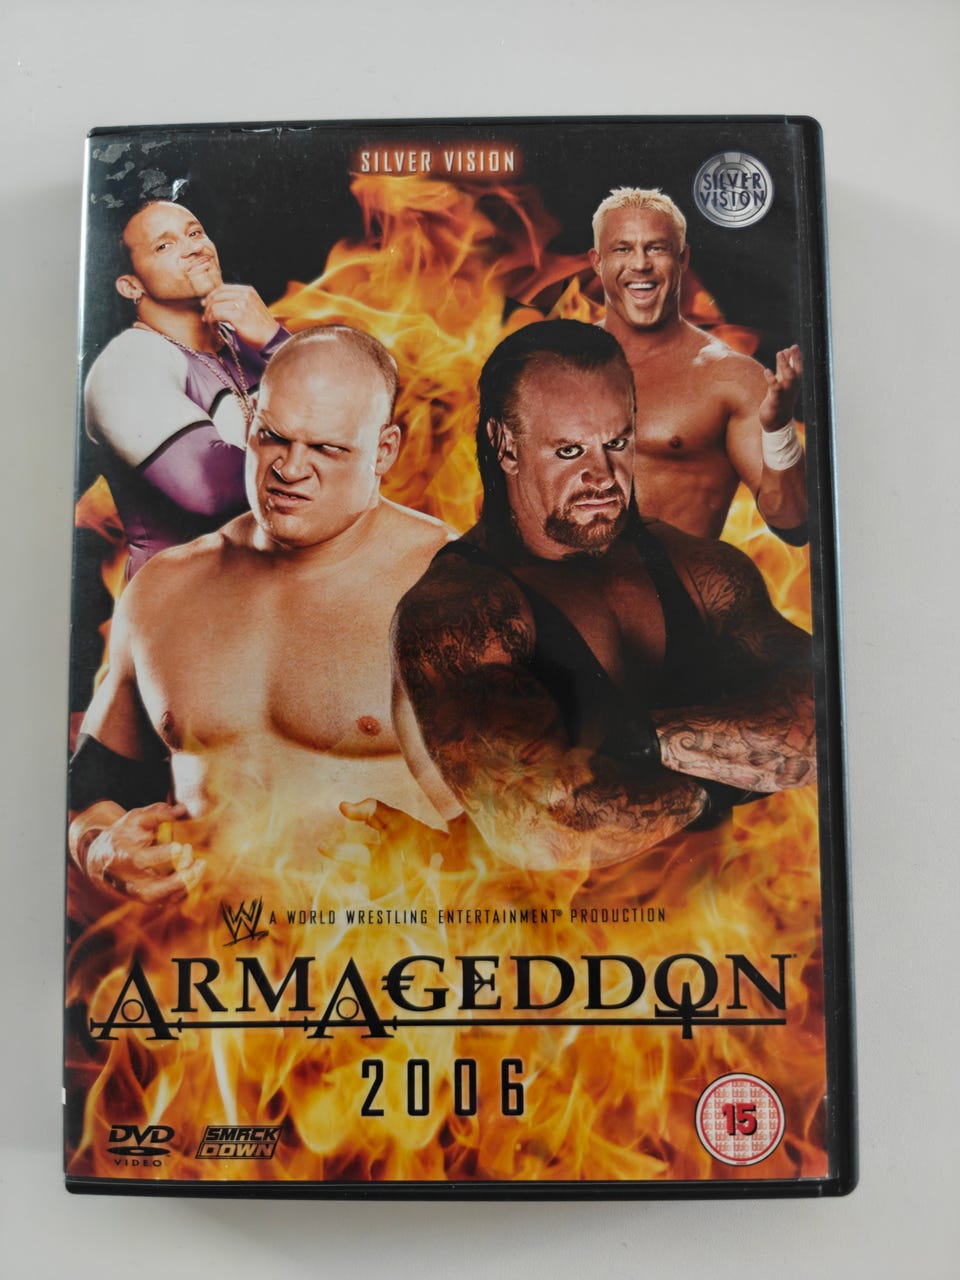 SILVER VISION
SILVER
VISION
W A WORLD WRESTLING ENTERTAINMENT® PRODUCTION
ARMAGEDDON
2006
15
DVD
VIDEO
SMACK
DOWN